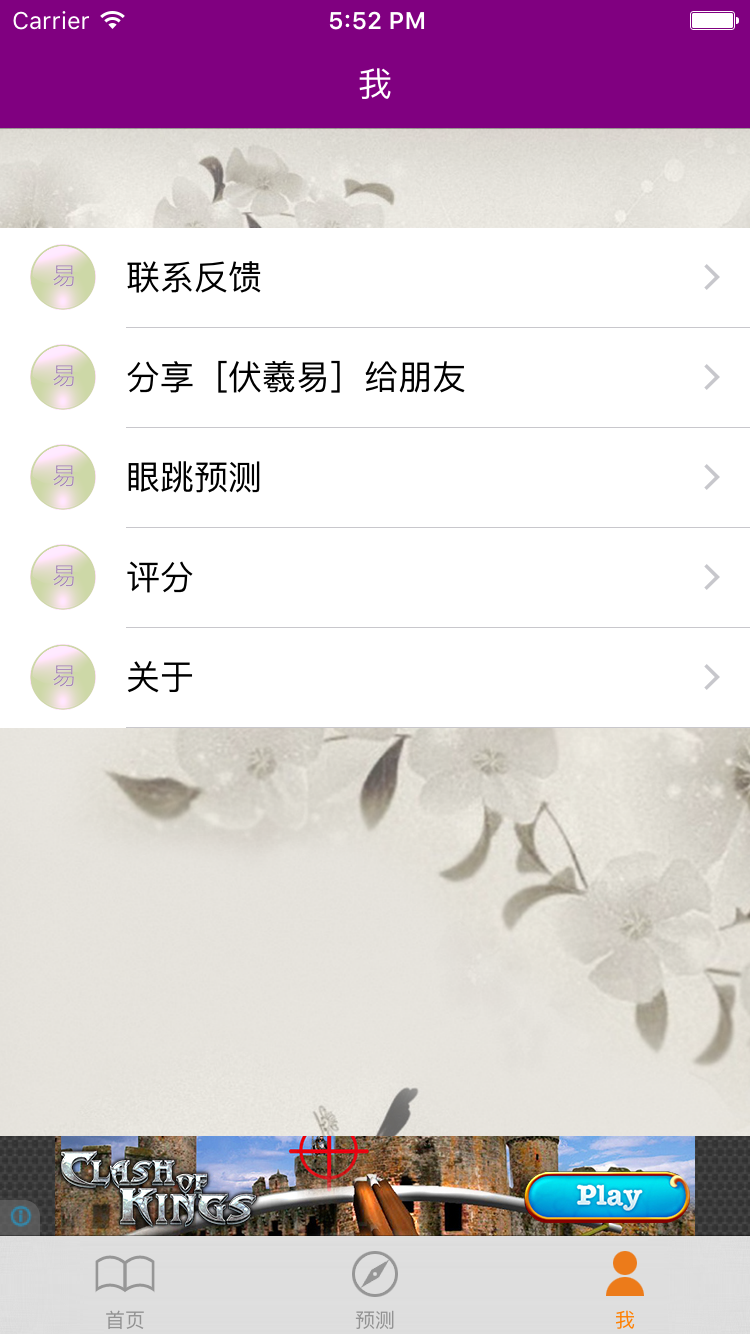 Carrier 5:52 PM
我
易 联系反馈
易 分享［伏羲易］给朋友
易 眼跳预测
易 评分
易 关于
CLASH OF KINGS Play
首页 预测 我